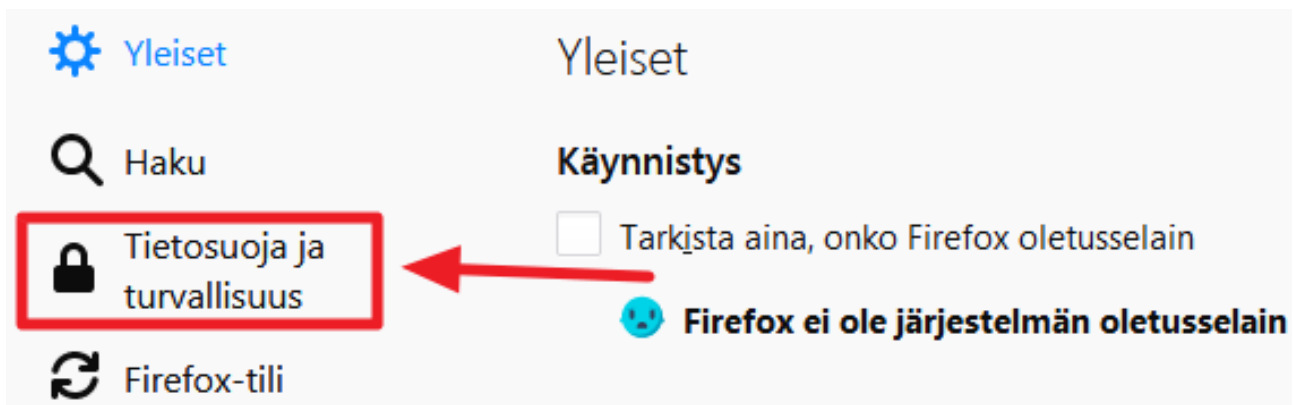 Yleiset
Haku
Tietosuoja ja
turvallisuus
Firefox-tili
Yleiset
Käynnistys
Tarkista aina, onko Firefox oletusselain
Firefox ei ole järjestelmän oletusselain